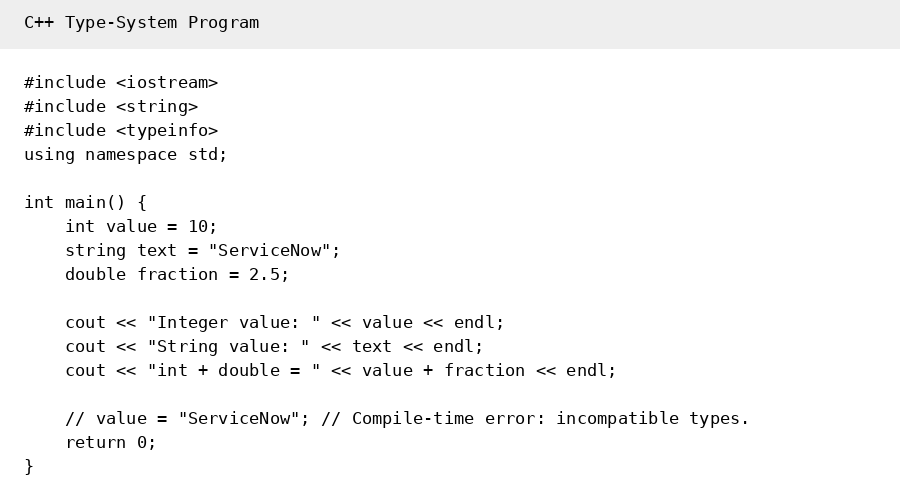 C++ Type-System Program
#include <iostream>
#include <string>
#include <typeinfo>
using namespace std;
int main() {
    int value = 10;
    string text = "ServiceNow";
    double fraction = 2.5;
    cout << "Integer value: " << value << endl;
    cout << "String value: " << text << endl;
    cout << "int + double = " << value + fraction << endl;
    // value = "ServiceNow"; // Compile-time error: incompatible types.
    return 0;
}